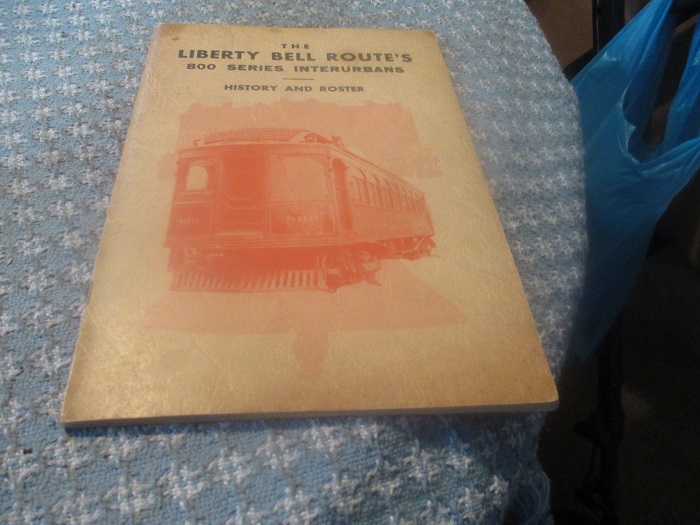 THE
LIBERTY BELL ROUTE'S
800 SERIES INTERURBANS
HISTORY AND ROSTER